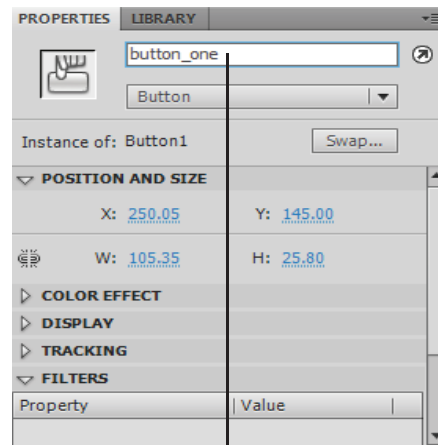 PROPERTIES LIBRARY
button_one
Button
Instance of: Button1 Swap...
POSITION AND SIZE
X: 250.05 Y: 145.00
W: 105.35 H: 25.80
COLOR EFFECT
DISPLAY
TRACKING
FILTERS
Property Value